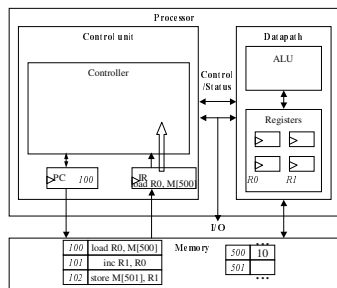 Processor
Control unit
Datapath
Controller
Control
/Status
ALU
Registers
PC 100
IR
load R0, M[500]
R0 R1
I/O
Memory
100 load R0, M[500]
101 inc R1, R0
102 store M[501], R1
...
500 10
501
...